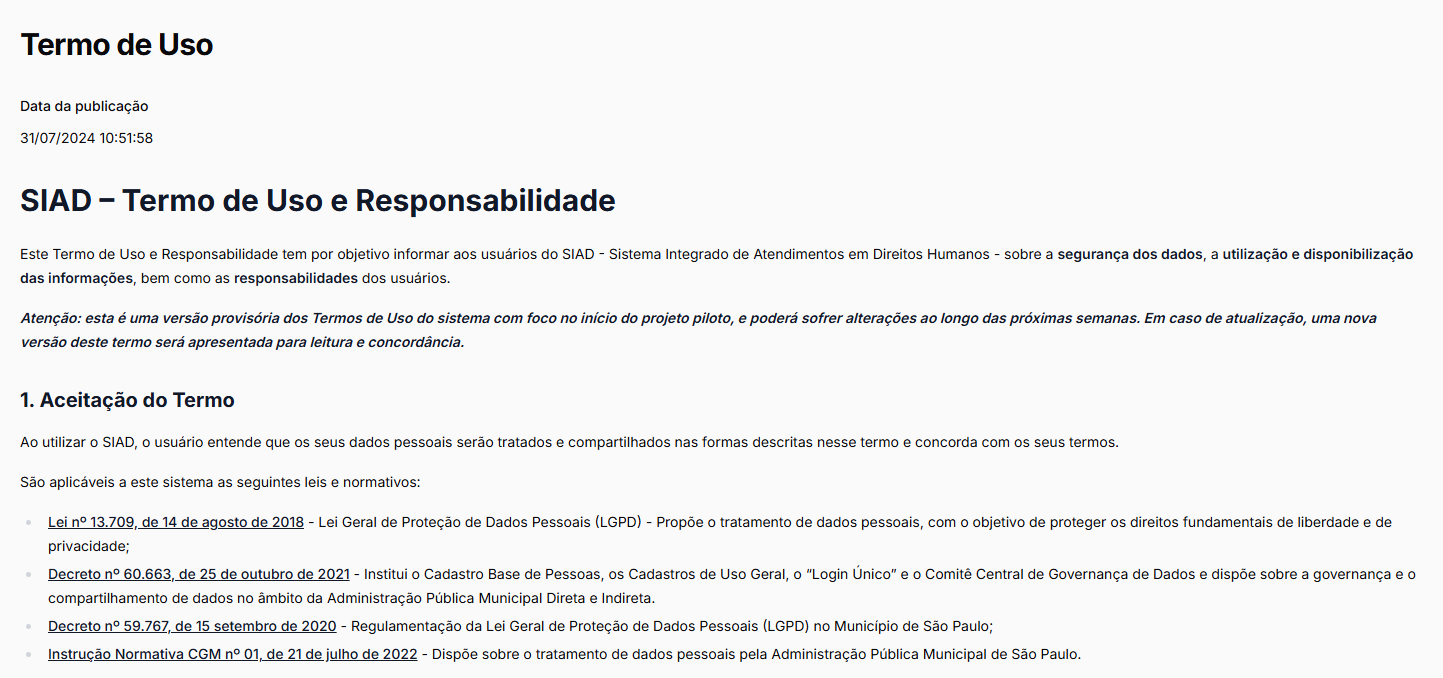 Termo de Uso
Data da publicação
31/07/2024 10:51:58
SIAD – Termo de Uso e Responsabilidade
Este Termo de Uso e Responsabilidade tem por objetivo informar aos usuários do SIAD - Sistema Integrado de Atendimentos em Direitos Humanos - sobre a segurança dos dados, a utilização e disponibilização
das informações, bem como as responsabilidades dos usuários.
Atenção: esta é uma versão provisória dos Termos de Uso do sistema com foco no início do projeto piloto, e poderá sofrer alterações ao longo das próximas semanas. Em caso de atualização, uma nova
versão deste termo será apresentada para leitura e concordância.
1. Aceitação do Termo
Ao utilizar o SIAD, o usuário entende que os seus dados pessoais serão tratados e compartilhados nas formas descritas nesse termo e concorda com os seus termos.
São aplicáveis a este sistema as seguintes leis e normativos:
Lei nº 13.709, de 14 de agosto de 2018 - Lei Geral de Proteção de Dados Pessoais (LGPD) - Propõe o tratamento de dados pessoais, com o objetivo de proteger os direitos fundamentais de liberdade e de
privacidade;
Decreto nº 60.663, de 25 de outubro de 2021 - Institui o Cadastro Base de Pessoas, os Cadastros de Uso Geral, o “Login Único” e o Comitê Central de Governança de Dados e dispõe sobre a governança e o
compartilhamento de dados no âmbito da Administração Pública Municipal Direta e Indireta.
Decreto nº 59.767, de 15 setembro de 2020 - Regulamentação da Lei Geral de Proteção de Dados Pessoais (LGPD) no Município de São Paulo;
Instrução Normativa CGM nº 01, de 21 de julho de 2022 - Dispõe sobre o tratamento de dados pessoais pela Administração Pública Municipal de São Paulo.